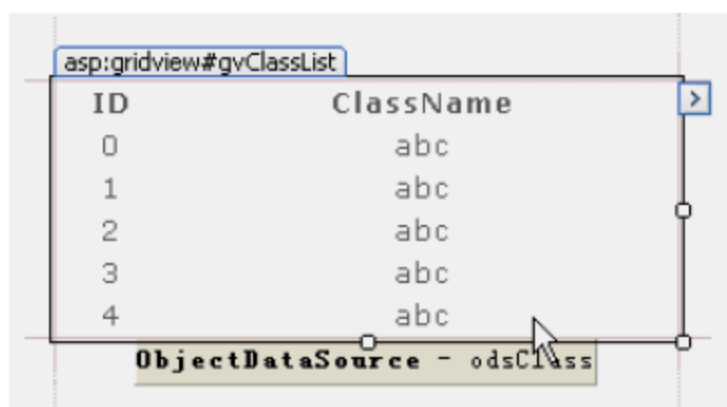 asp:gridview#gvClassList
ID ClassName
0 abc
1 abc
2 abc
3 abc
4 abc
ObjectDataSource - odsClass